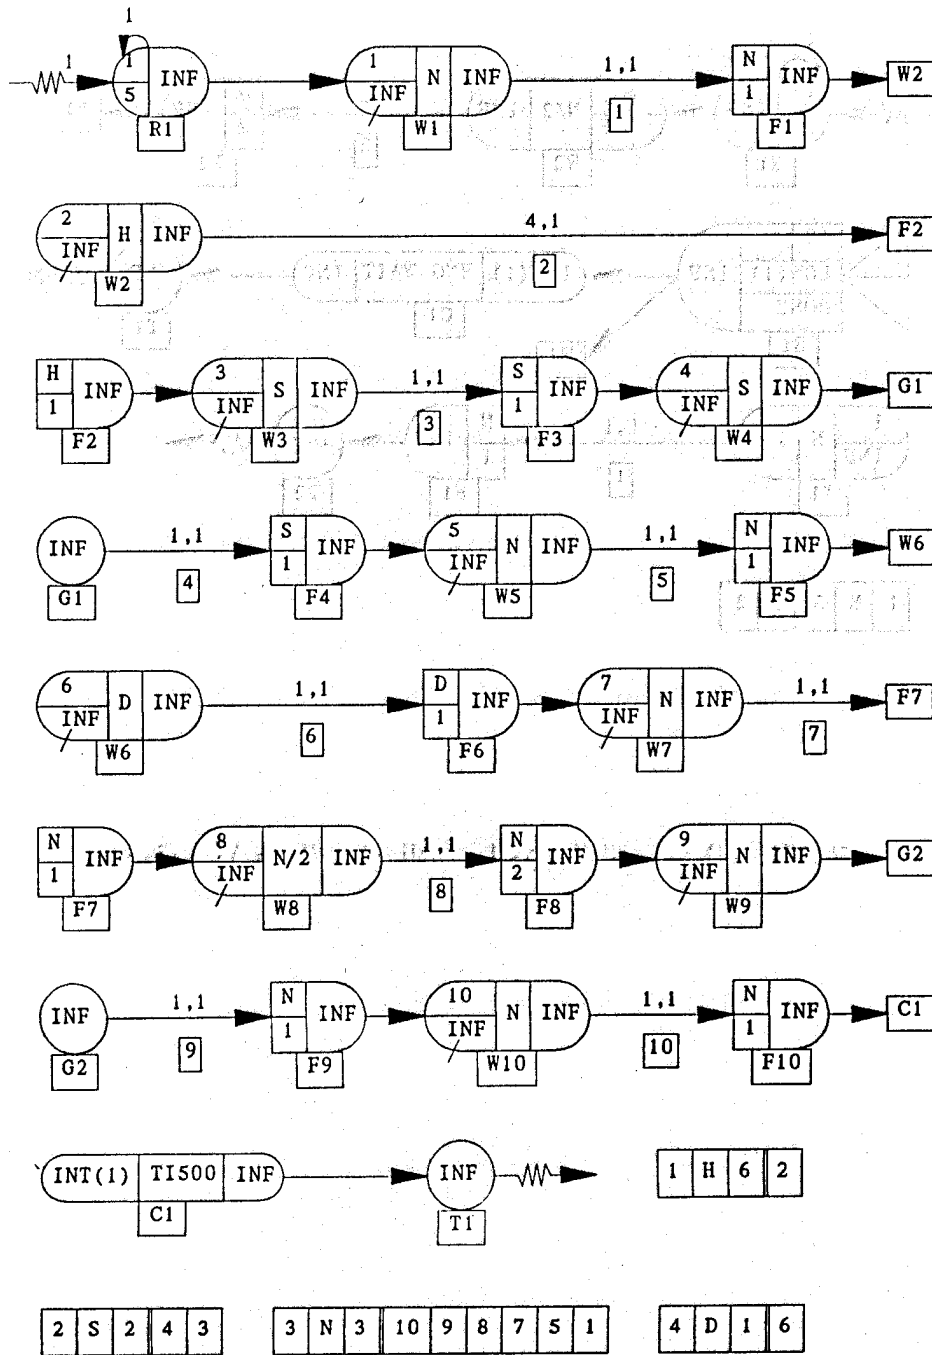 1
1 1 INF 1 N INF 1,1 N INF W2
5 INF 1 1
R1 W1 F1
2 H INF 4,1 F2
INF 2
W2
H INF 3 S INF 1,1 S INF 4 S INF G1
1 INF 3 1 INF
F2 W3 F3 W4
INF 1,1 S INF 5 N INF 1,1 N INF W6
4 1 INF 5 1
G1 F4 W5 F5
6 D INF 1,1 D INF 7 N INF 1,1 F7
INF 6 1 INF 7
W6 F6 W7
N INF 8 N/2 INF 1,1 N INF 9 N INF G2
1 INF 8 2 INF
F7 W8 F8 W9
INF 1,1 N INF 10 N INF 1,1 N INF C1
9 1 INF 10 1
G2 F9 W10 F10
INT(1) TI500 INF INF 1 H 6 2
C1 T1
2 S 2 4 3 3 N 3 10 9 8 7 5 1 4 D 1 6